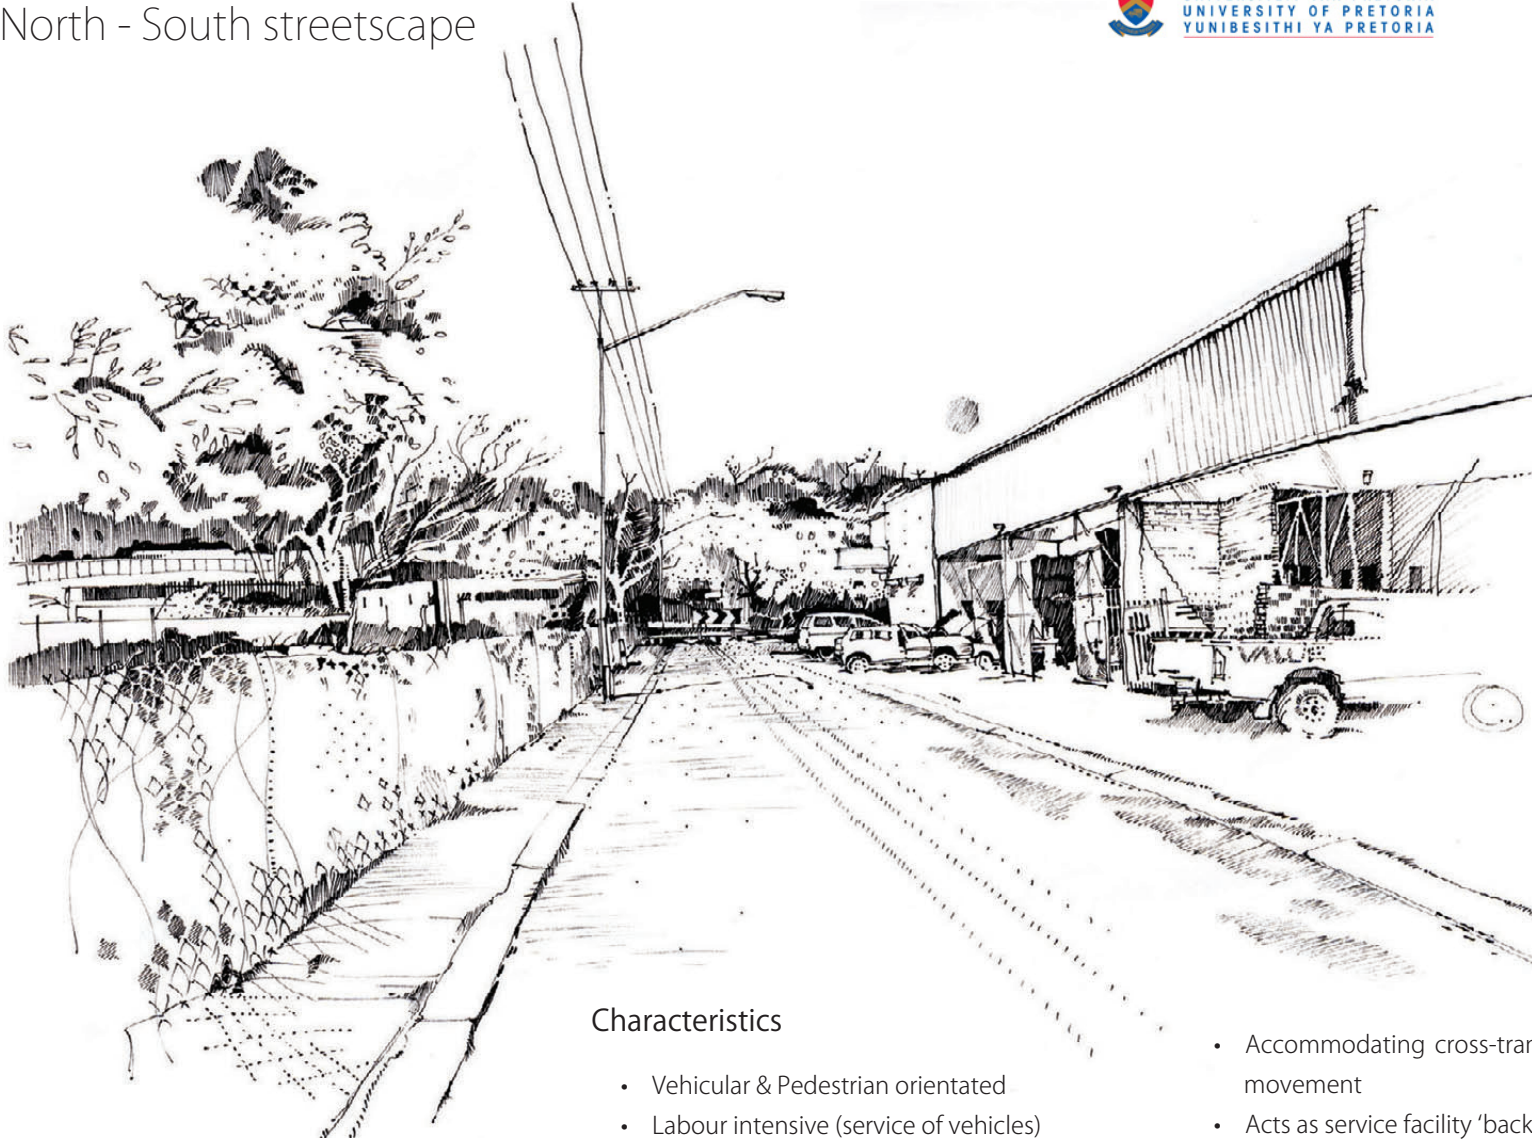 North - South streetscape
UNIVERSITY OF PRETORIA
YUNIBESITHI YA PRETORIA
Characteristics
• Vehicular & Pedestrian orientated
• Labour intensive (service of vehicles)
• Accommodating
movement
• Acts as service facility